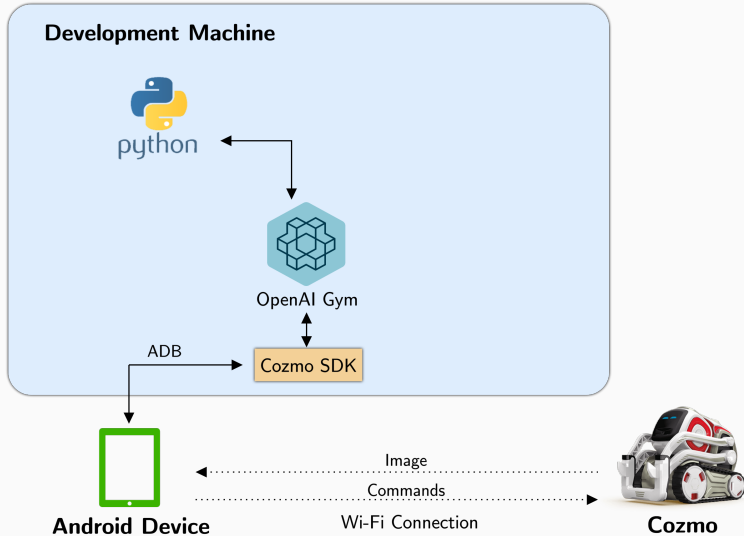 Development Machine
python
OpenAI Gym
ADB
Cozmo SDK
Image
Commands
Wi-Fi Connection
Android Device
Cozmo